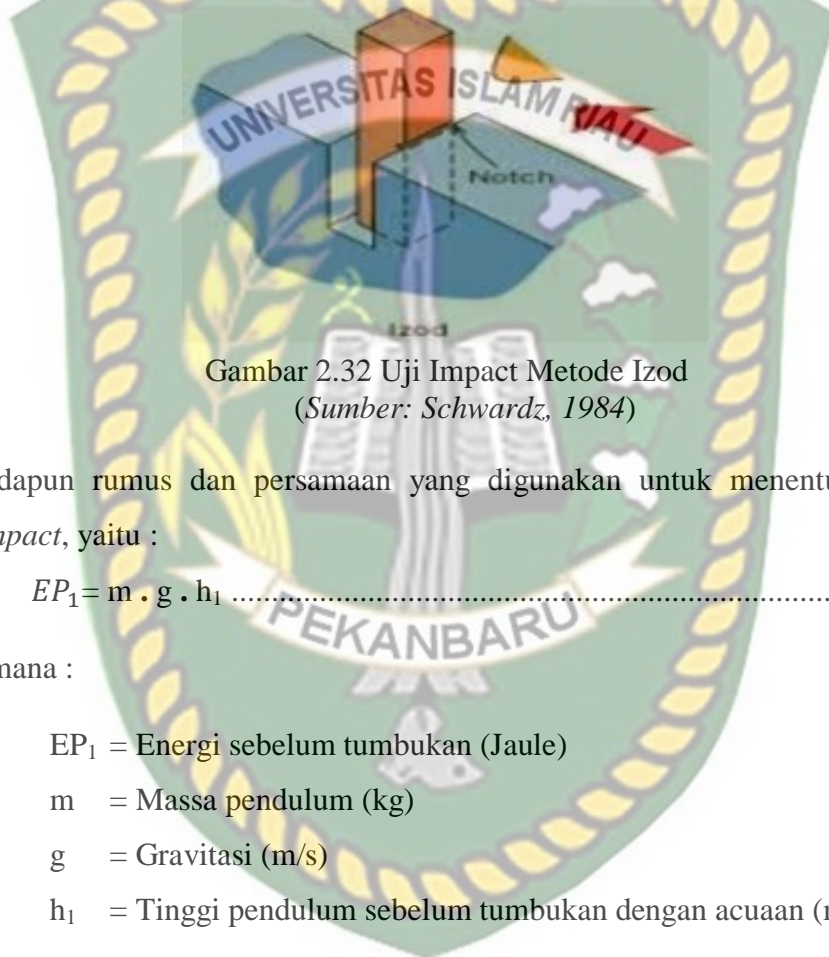 UNIVERSITAS ISLAM RIAU
Notch
Izod
Gambar 2.32 Uji Impact Metode Izod
(Sumber: Schwardz, 1984)
dapun rumus dan persamaan yang digunakan untuk menentu
npact, yaitu :
EP₁= m . g . h₁ ..........................................................................
PEKANBARU
nana :
EP₁ = Energi sebelum tumbukan (Jaule)
m = Massa pendulum (kg)
g = Gravitasi (m/s)
h₁ = Tinggi pendulum sebelum tumbukan dengan acuaan (